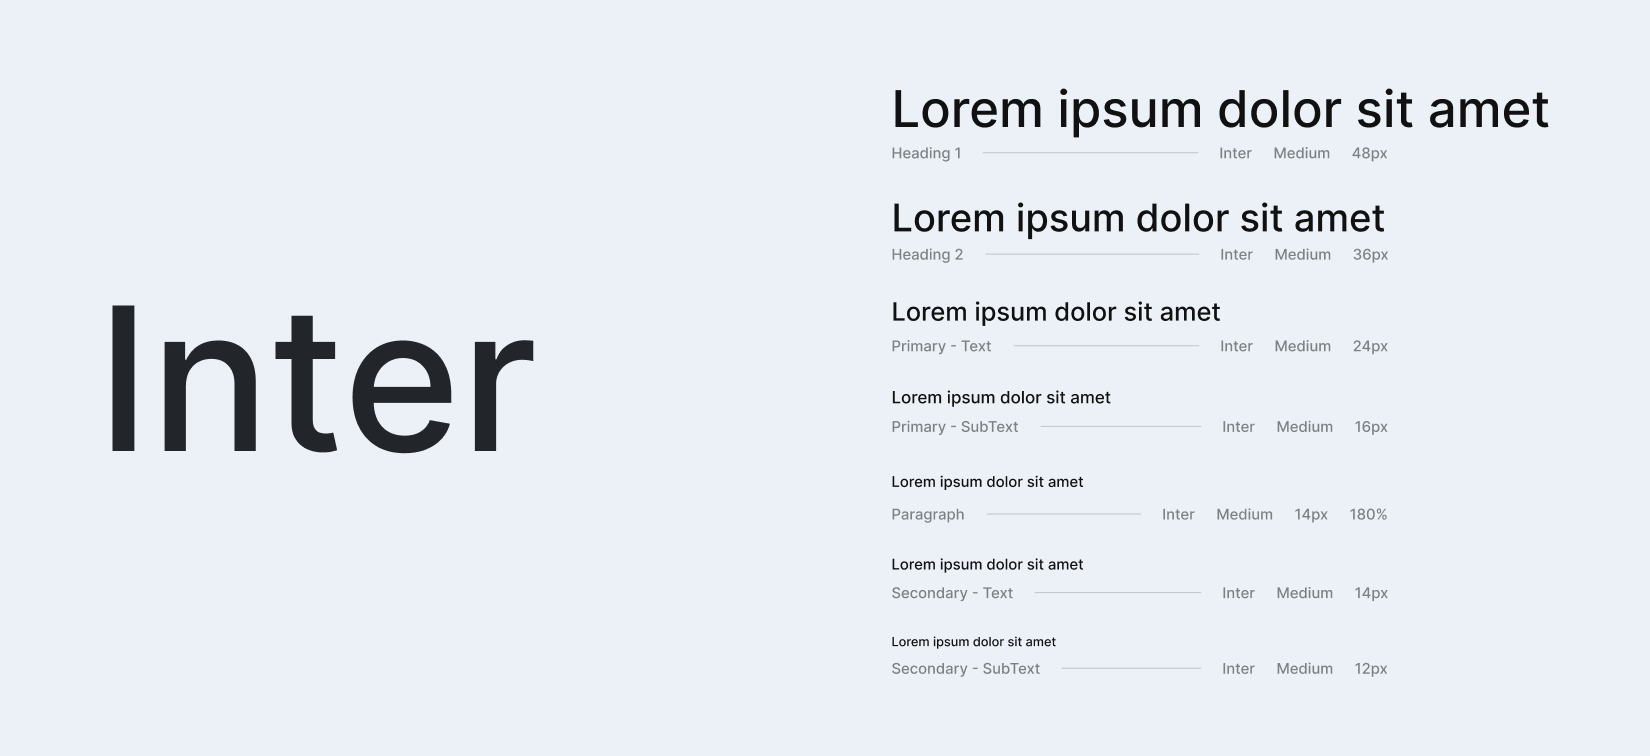 Inter
Lorem ipsum dolor sit amet
Heading 1 Inter Medium 48px
Lorem ipsum dolor sit amet
Heading 2 Inter Medium 36px
Lorem ipsum dolor sit amet
Primary - Text Inter Medium 24px
Lorem ipsum dolor sit amet
Primary - SubText Inter Medium 16px
Lorem ipsum dolor sit amet
Paragraph Inter Medium 14px 180%
Lorem ipsum dolor sit amet
Secondary - Text Inter Medium 14px
Lorem ipsum dolor sit amet
Secondary - SubText Inter Medium 12px